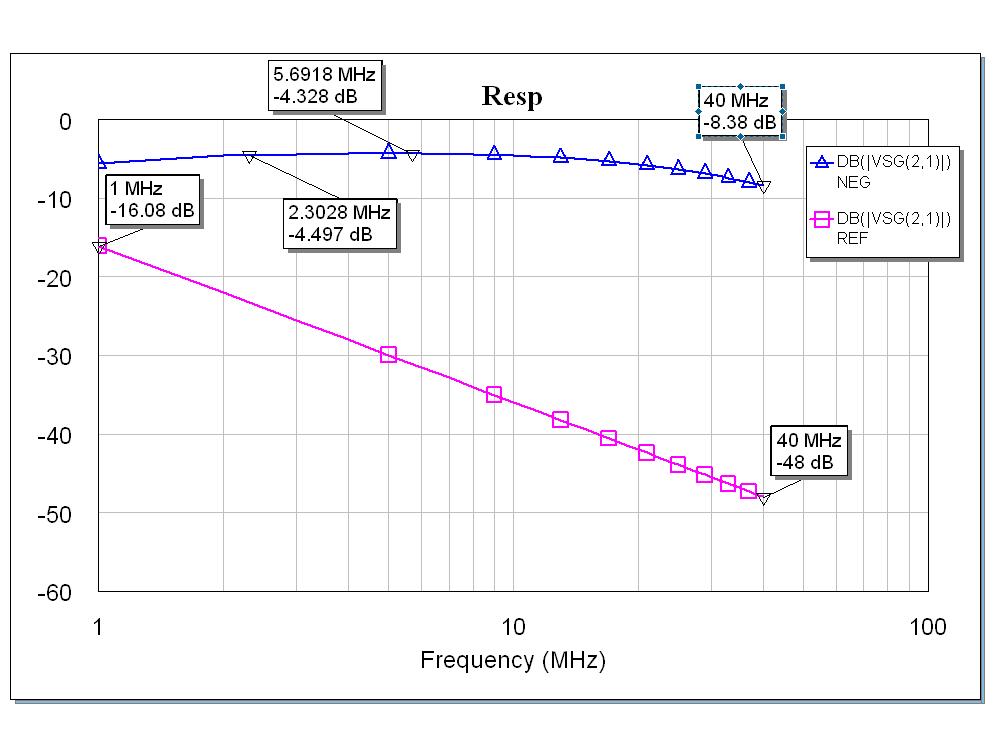 Resp
5.6918 MHz
-4.328 dB
40 MHz
-8.38 dB
DB(|VSG(2,1)|)
NEG
DB(|VSG(2,1)|)
REF
1 MHz
-16.08 dB
2.3028 MHz
-4.497 dB
40 MHz
-48 dB
0
-10
-20
-30
-40
-50
-60
1
10
100
Frequency (MHz)